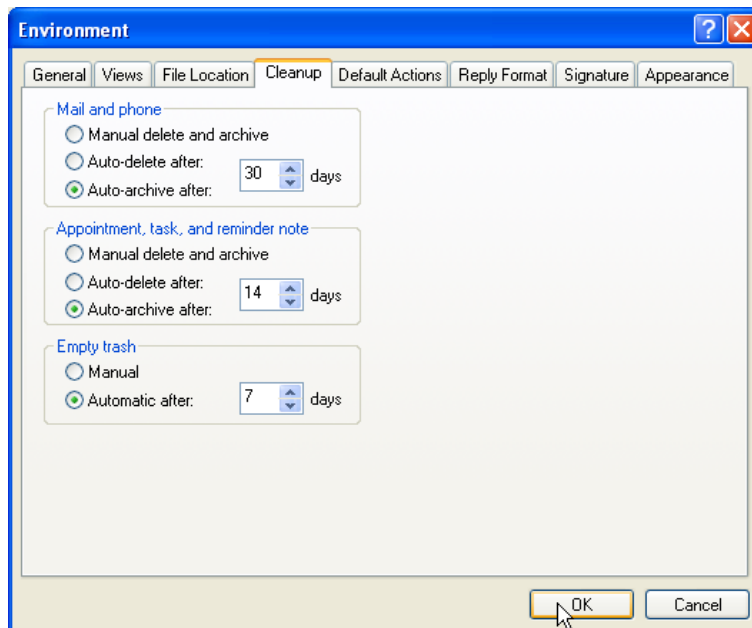 Environment
General Views File Location Cleanup Default Actions Reply Format Signature Appearance
Mail and phone
Manual delete and archive
Auto-delete after:
30 days
Auto-archive after:
Appointment, task, and reminder note
Manual delete and archive
Auto-delete after:
14 days
Auto-archive after:
Empty trash
Manual
Automatic after: 7 days
OK Cancel